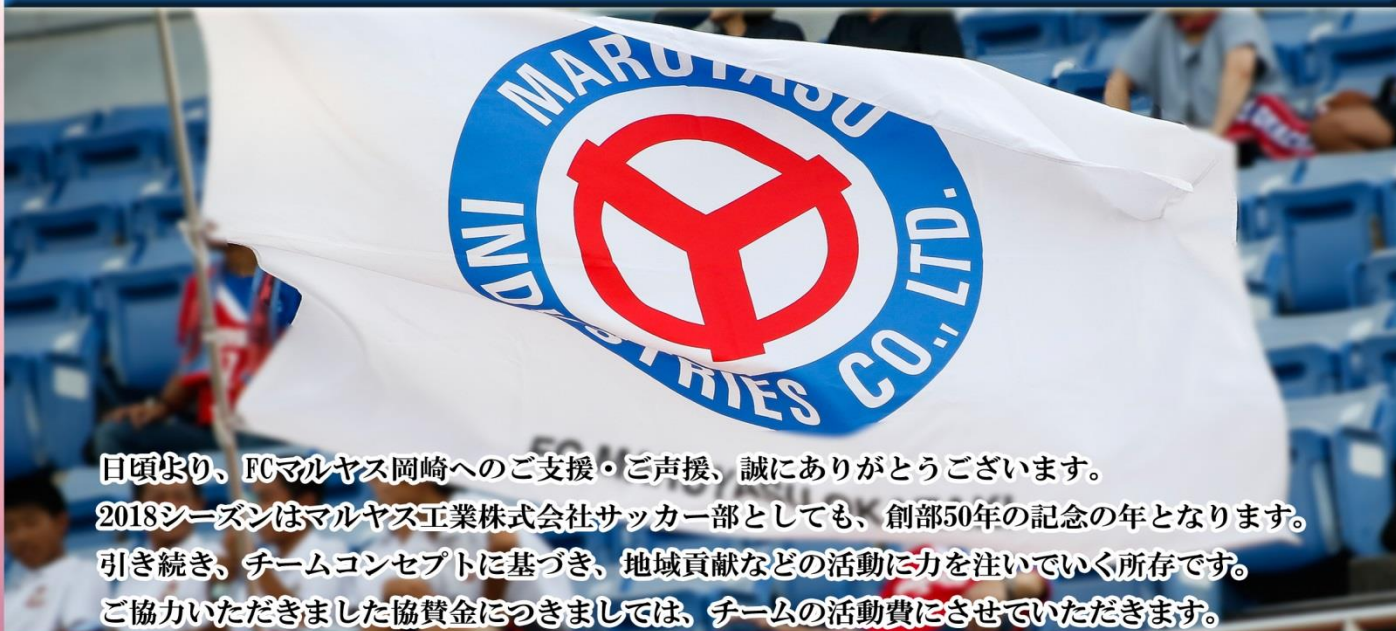 MARUYASU
INDUSTRIES CO., LTD.
日頃より、FCマルヤス岡崎へのご支援・ご声援、誠にありがとうございます。
2018シーズンはマルヤス工業株式会社サッカー部としても、創部50年の記念の年となります。
引き続き、チームコンセプトに基づき、地域貢献などの活動に力を注いでいく所存です。
ご協力いただきました協賛金につきましては、チームの活動費にさせていただきます。